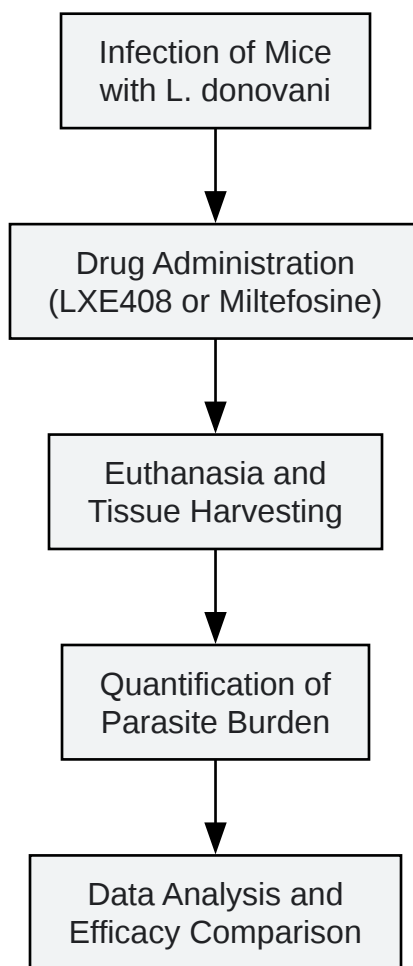 Infection of Mice
with L. donovani
Drug Administration
(LXE408 or Miltefosine)
Euthanasia and
Tissue Harvesting
Quantification of
Parasite Burden
Data Analysis and
Efficacy Comparison